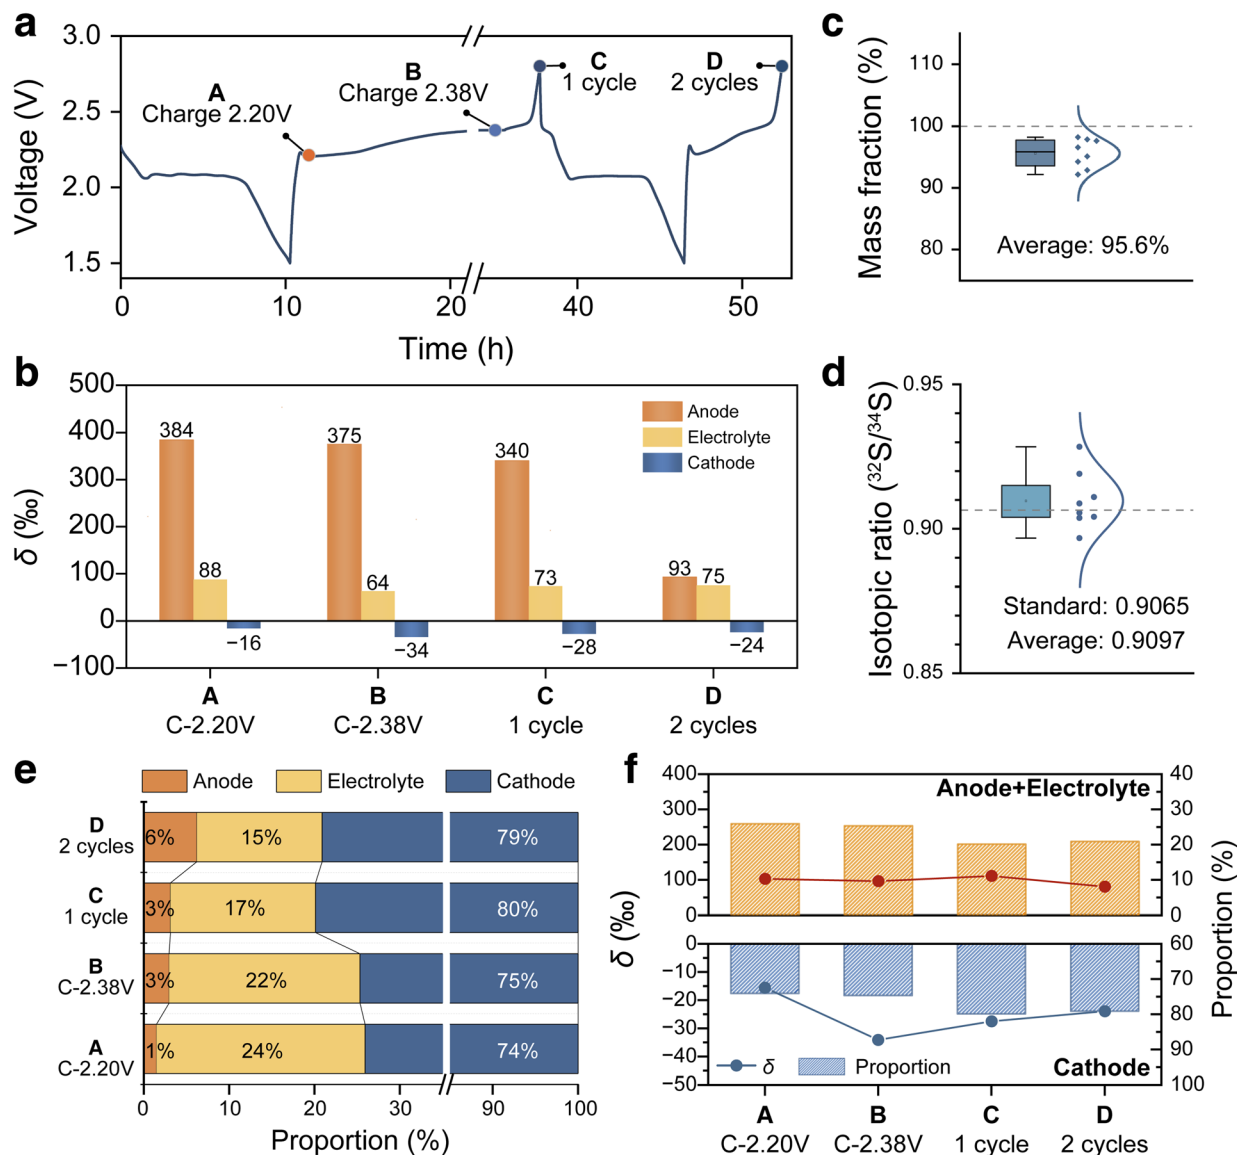 a
3.0
2.5
2.0
1.5
Voltage (V)
A
Charge 2.20V
B
Charge 2.38V
C
1 cycle
D
2 cycles
0
10
20
40
50
Time (h)
c
Mass fraction (%)
110
100
90
80
Average: 95.6%
b
500
400
300
200
100
0
−100
δ (‰)
Anode
Electrolyte
Cathode
384
88
−16
375
64
−34
340
73
−28
93
75
−24
A
C-2.20V
B
C-2.38V
C
1 cycle
D
2 cycles
d
Isotopic ratio (³²S/³⁴S)
0.95
0.90
0.85
Standard: 0.9065
Average: 0.9097
e
Anode
Electrolyte
Cathode
D
2 cycles
6%
15%
79%
C
1 cycle
3%
17%
80%
B
C-2.38V
3%
22%
75%
A
C-2.20V
1%
24%
74%
0
10
20
30
90
100
Proportion (%)
f
400
300
200
100
0
0
−10
−20
−30
−40
−50
δ (‰)
Anode+Electrolyte
40
30
20
10
0
60
70
80
90
100
Proportion (%)
δ
Proportion
Cathode
A
C-2.20V
B
C-2.38V
C
1 cycle
D
2 cycles